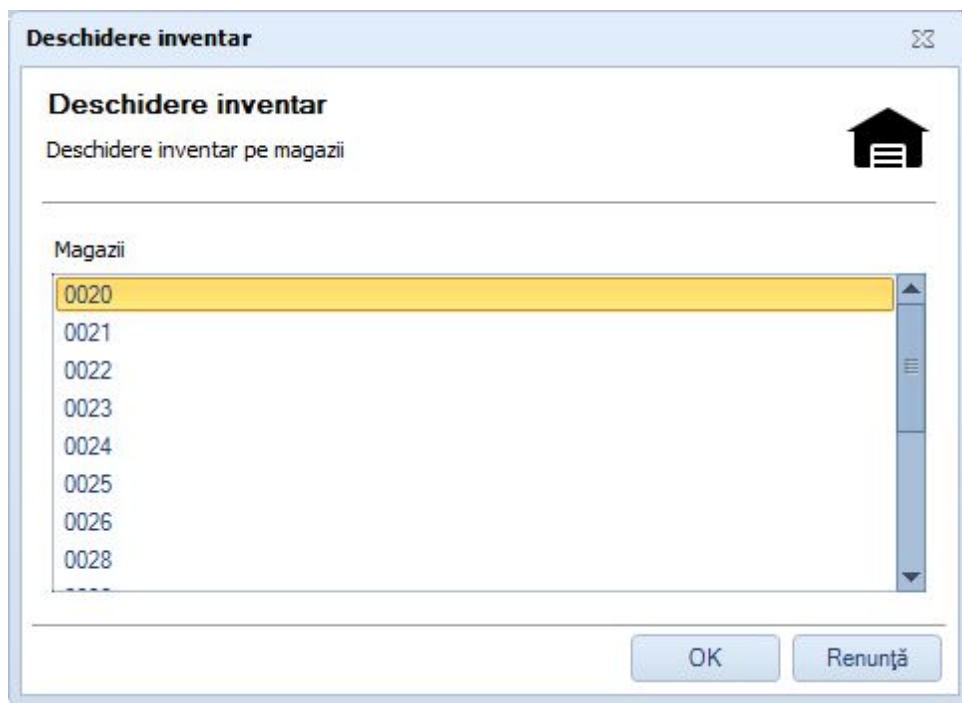 Deschidere inventar
Deschidere inventar
Deschidere inventar pe magazii
Magazii
0020
0021
0022
0023
0024
0025
0026
0028
OK
Renunţă